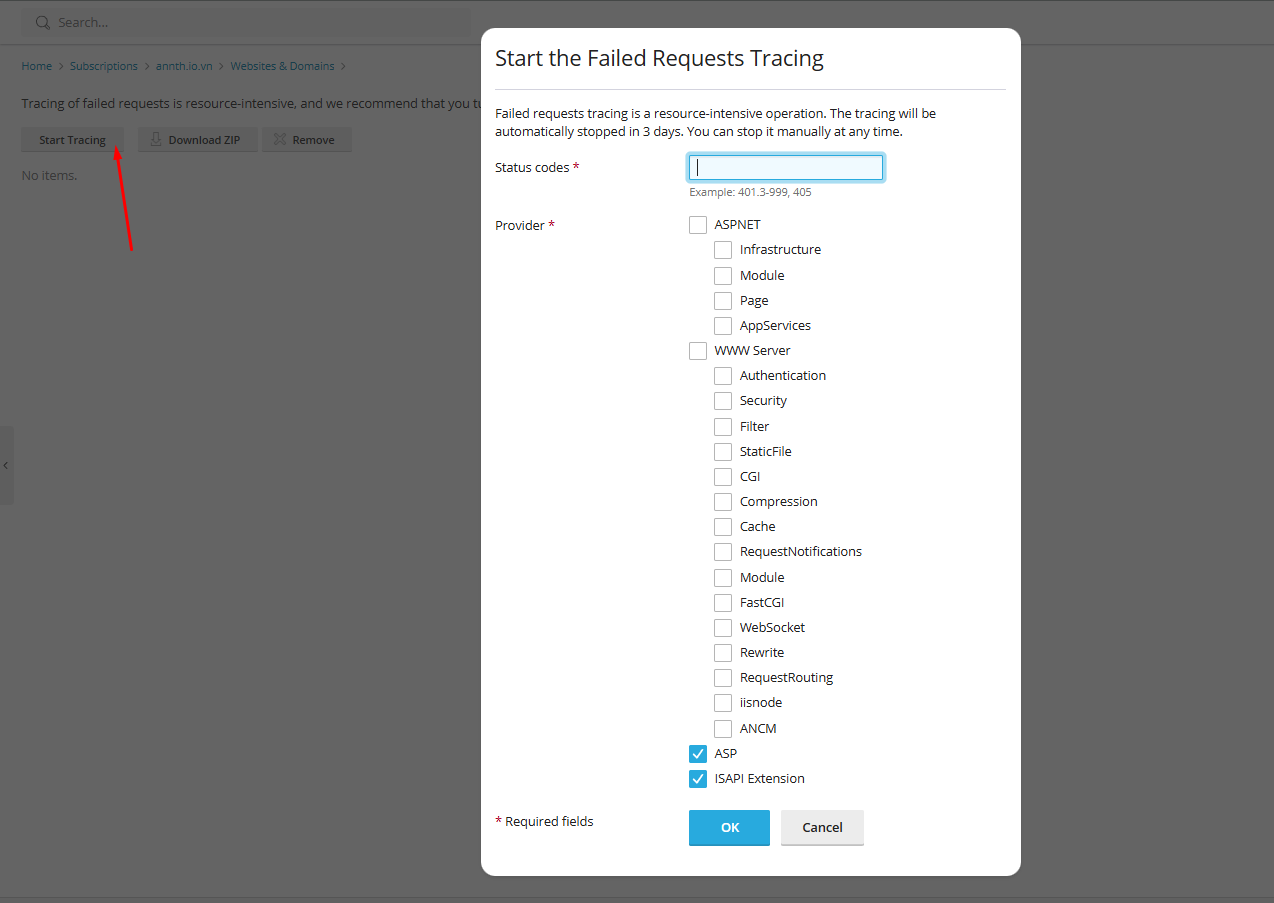 Search...
Home > Subscriptions > annth.io.vn > Websites & Domains >
Tracing of failed requests is resource-intensive, and we recommend that you tu
Start Tracing Download ZIP Remove
No items.
Start the Failed Requests Tracing
Failed requests tracing is a resource-intensive operation. The tracing will be
automatically stopped in 3 days. You can stop it manually at any time.
Status codes *
Example: 401.3-999, 405
Provider *
ASPNET
Infrastructure
Module
Page
AppServices
WWW Server
Authentication
Security
Filter
StaticFile
CGI
Compression
Cache
RequestNotifications
Module
FastCGI
WebSocket
Rewrite
RequestRouting
iisnode
ANCM
ASP
ISAPI Extension
* Required fields
OK Cancel